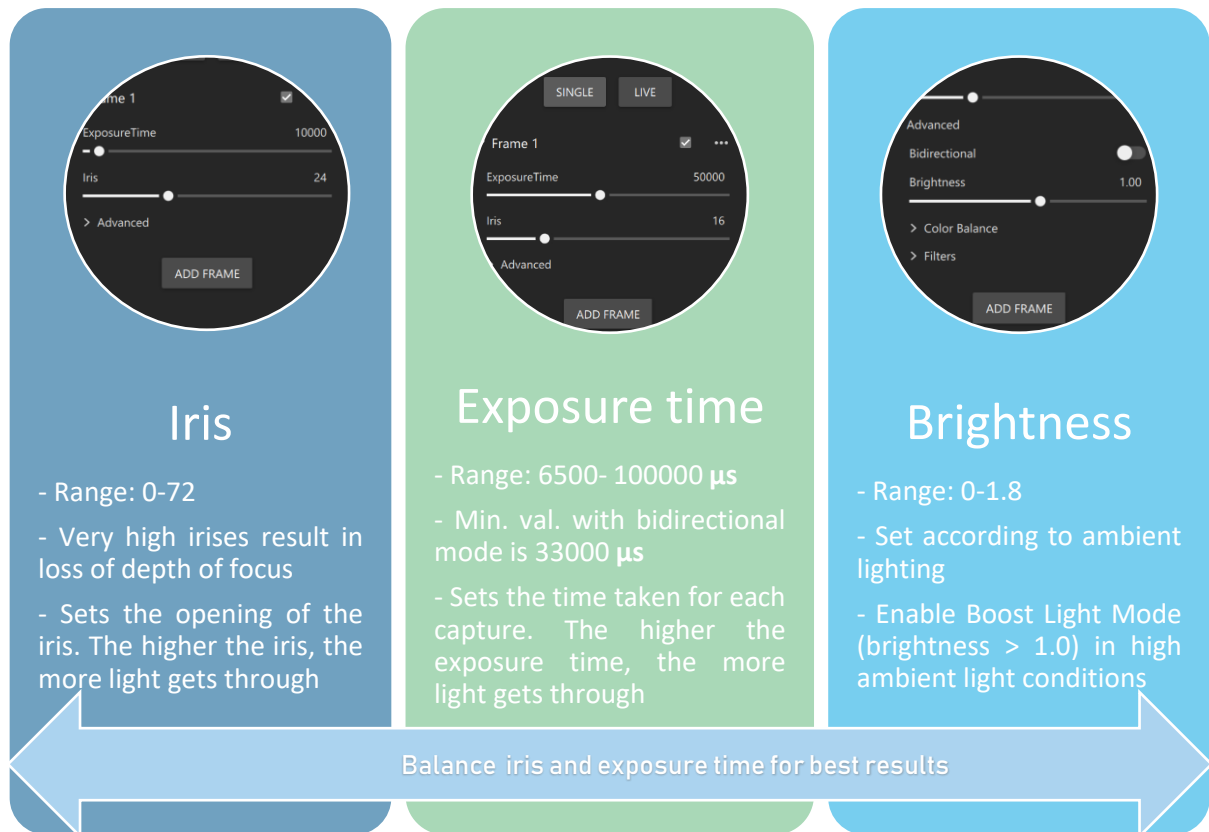 me 1
ExposureTime 10000
Iris 24
> Advanced
ADD FRAME
Iris
- Range: 0-72
- Very high irises result in
loss of depth of focus
- Sets the opening of the
iris. The higher the iris, the
more light gets through
SINGLE LIVE
Frame 1 •••
ExposureTime 50000
Iris 16
Advanced
ADD FRAME
Exposure time
- Range: 6500- 100000 µs
- Min. val. with bidirectional
mode is 33000 µs
- Sets the time taken for each
capture. The higher the
exposure time, the more
light gets through
Advanced
Bidirectional
Brightness 1.00
> Color Balance
> Filters
ADD FRAME
Brightness
- Range: 0-1.8
- Set according to ambient
lighting
- Enable Boost Light Mode
(brightness > 1.0) in high
ambient light conditions
Balance iris and exposure time for best results